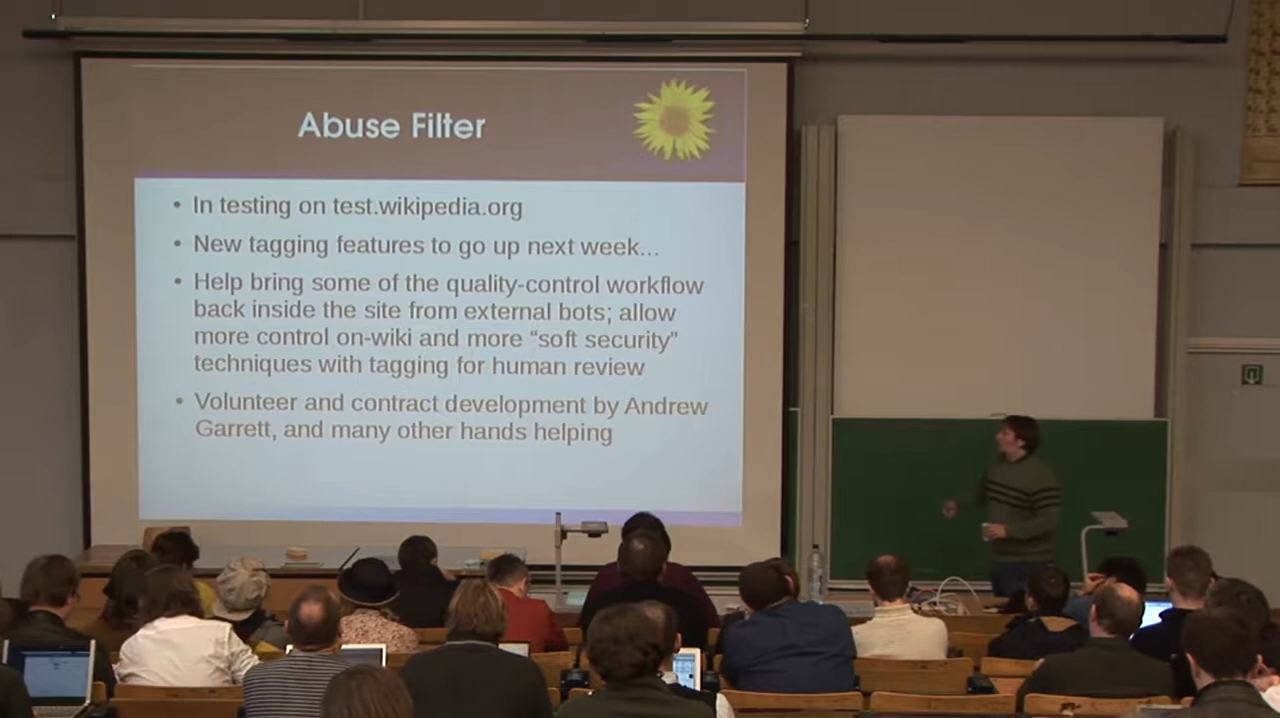 Abuse Filter
• In testing on test.wikipedia.org
• New tagging features to go up next week...
• Help bring some of the quality-control workflow
back inside the site from external bots; allow
more control on-wiki and more “soft security”
techniques with tagging for human review
• Volunteer and contract development by Andrew
Garrett, and many other hands helping